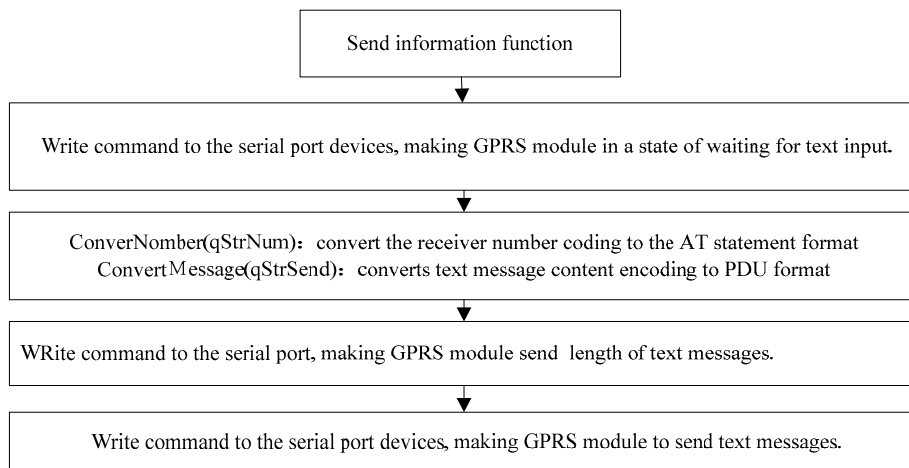 Send information function
Write command to the serial port devices, making GPRS module in a state of waiting for text input.
ConverNomber(qStrNum)：convert the receiver number coding to the AT statement format
ConvertMessage(qStrSend)：converts text message content encoding to PDU format
WRite command to the serial port, making GPRS module send length of text messages.
Write command to the serial port devices, making GPRS module to send text messages.